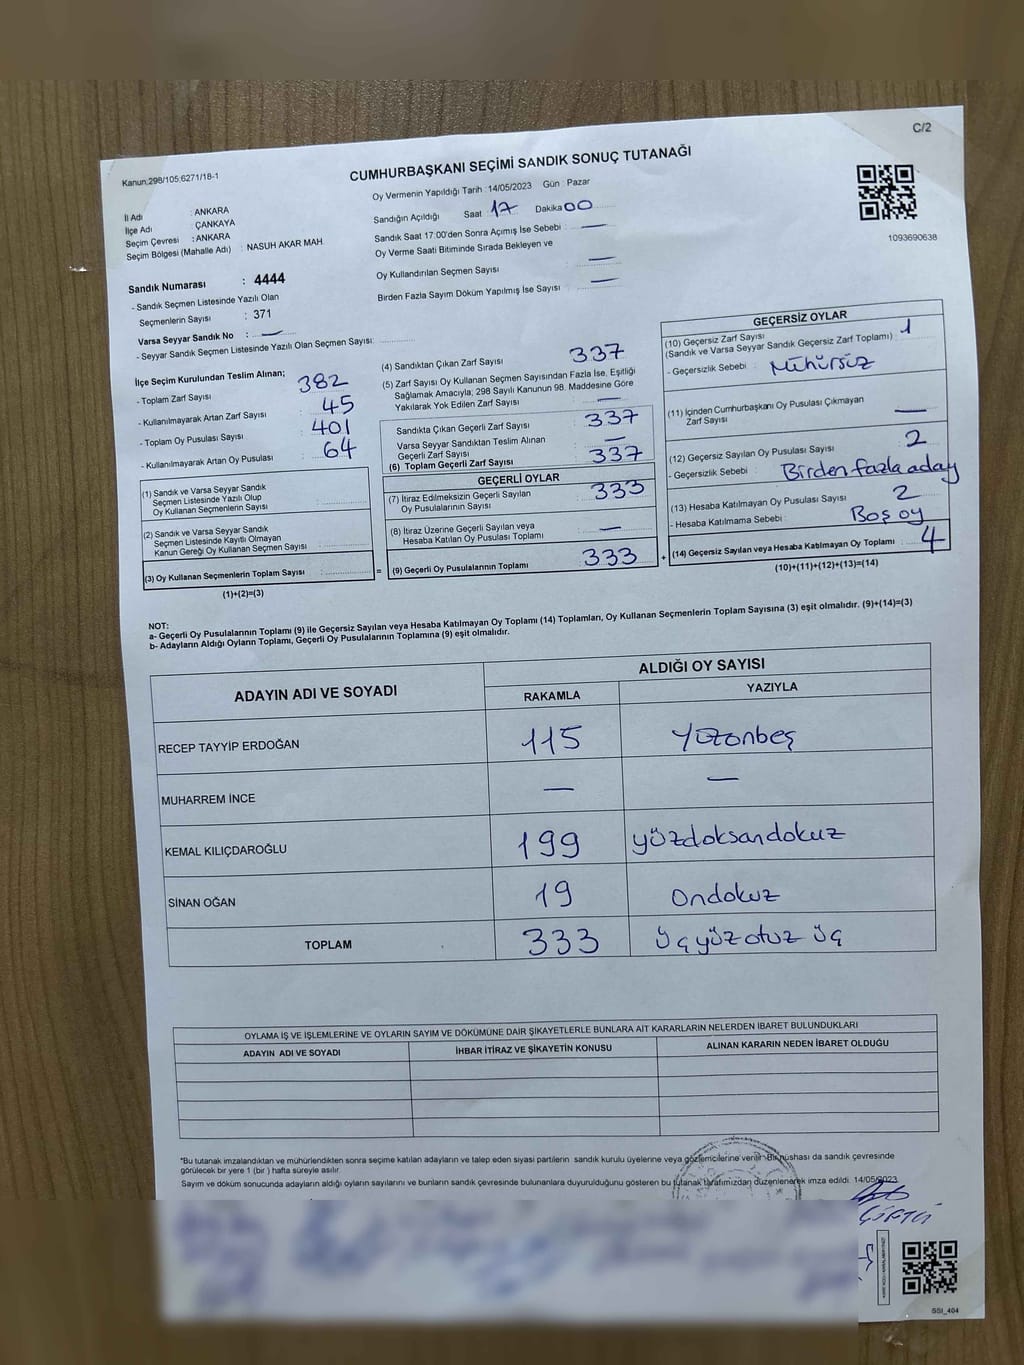 C/2
Kanun:298/105;6271/18-1
CUMHURBAŞKANI SEÇİMİ SANDIK SONUÇ TUTANAĞI
1093690638
İl Adı : ANKARA
İlçe Adı : ÇANKAYA
Seçim Çevresi : ANKARA
Seçim Bölgesi (Mahalle Adı) : NASUH AKAR MAH.
Oy Vermenin Yapıldığı Tarih :14/05/2023 Gün : Pazar
Sandığın Açıldığı Saat : 17 Dakika 00
Sandık Saat 17:00'den Sonra Açımış İse Sebebi : —
Oy Verme Saati Bitiminde Sırada Bekleyen ve
Oy Kullandırılan Seçmen Sayısı : —
Birden Fazla Sayım Döküm Yapılmış İse Sayısı : —
Sandık Numarası : 4444
- Sandık Seçmen Listesinde Yazılı Olan
Seçmenlerin Sayısı : 371
Varsa Seyyar Sandık No : —
- Seyyar Sandık Seçmen Listesinde Yazılı Olan Seçmen Sayısı:
İlçe Seçim Kurulundan Teslim Alınan;
- Toplam Zarf Sayısı : 382
- Kullanılmayarak Artan Zarf Sayısı : 45
- Toplam Oy Pusulası Sayısı : 401
- Kullanılmayarak Artan Oy Pusulası : 64
(1) Sandık ve Varsa Seyyar Sandık
Seçmen Listesinde Yazılı Olup
Oy Kullanan Seçmenlerin Sayısı :
(2) Sandık ve Varsa Seyyar Sandık
Seçmen Listesinde Kayıtlı Olmayan
Kanun Gereği Oy Kullanan Seçmen Sayısı :
(3) Oy Kullanan Seçmenlerin Toplam Sayısı :
(1)+(2)=(3)
=
(4) Sandıktan Çıkan Zarf Sayısı : 337
(5) Zarf Sayısı Oy Kullanan Seçmen Sayısından Fazla İse, Eşitliği
Sağlamak Amacıyla; 298 Sayılı Kanunun 98. Maddesine Göre
Yakılarak Yok Edilen Zarf Sayısı : —
Sandıkta Çıkan Geçerli Zarf Sayısı : 337
Varsa Seyyar Sandıktan Teslim Alınan
Geçerli Zarf Sayısı : —
(6) Toplam Geçerli Zarf Sayısı : 337
GEÇERLİ OYLAR
(7) İtiraz Edilmeksizin Geçerli Sayılan
Oy Pusulalarının Sayısı : 333
(8) İtiraz Üzerine Geçerli Sayılan veya
Hesaba Katılan Oy Pusulası Toplamı : —
(9) Geçerli Oy Pusulalarının Toplamı : 333
+
GEÇERSİZ OYLAR
(10) Geçersiz Zarf Sayısı : 1
(Sandık ve Varsa Seyyar Sandık Geçersiz Zarf Toplamı)
- Geçersizlik Sebebi : Mühürsüz
(11) İçinden Cumhurbaşkanı Oy Pusulası Çıkmayan
Zarf Sayısı —
(12) Geçersiz Sayılan Oy Pusulası Sayısı : 2
- Geçersizlik Sebebi : Birden fazla aday
(13) Hesaba Katılmayan Oy Pusulası Sayısı : 2
- Hesaba Katılmama Sebebi : Boş oy
(14) Geçersiz Sayılan veya Hesaba Katılmayan Oy Toplamı : 4
(10)+(11)+(12)+(13)=(14)
NOT:
a- Geçerli Oy Pusulalarının Toplamı (9) ile Geçersiz Sayılan veya Hesaba Katılmayan Oy Toplamı (14) Toplamları, Oy Kullanan Seçmenlerin Toplam Sayısına (3) eşit olmalıdır. (9)+(14)=(3)
b- Adayların Aldığı Oyların Toplamı, Geçerli Oy Pusulalarının Toplamına (9) eşit olmalıdır.
ADAYIN ADI VE SOYADI ALDIĞI OY SAYISI
RAKAMLA YAZIYLA
RECEP TAYYİP ERDOĞAN 115 Yüzonbeş
MUHARREM İNCE — —
KEMAL KILIÇDAROĞLU 199 yüzdoksandokuz
SİNAN OĞAN 19 Ondokuz
TOPLAM 333 üçyüzotuz üç
OYLAMA İŞ VE İŞLEMLERİNE VE OYLARIN SAYIM VE DÖKÜMÜNE DAİR ŞİKAYETLERLE BUNLARA AİT KARARLARIN NELERDEN İBARET BULUNDUKLARI
ADAYIN ADI VE SOYADI İHBAR İTİRAZ VE ŞİKAYETİN KONUSU ALINAN KARARIN NEDEN İBARET OLDUĞU
*Bu tutanak imzalandıktan ve mühürlendikten sonra seçime katılan adayların ve talep eden siyasi partilerin sandık kurulu üyelerine veya gözlemcilerine verilir. Bir nüshası da sandık çevresinde
görülecek bir yere 1 (bir ) hafta süreyle asılır.
Sayım ve döküm sonucunda adayların aldığı oyların sayılarını ve bunların sandık çevresinde bulunanlara duyurulduğunu gösteren bu tutanak tarafımızdan düzenlenerek imza edildi. 14/05/2023
SSI_404